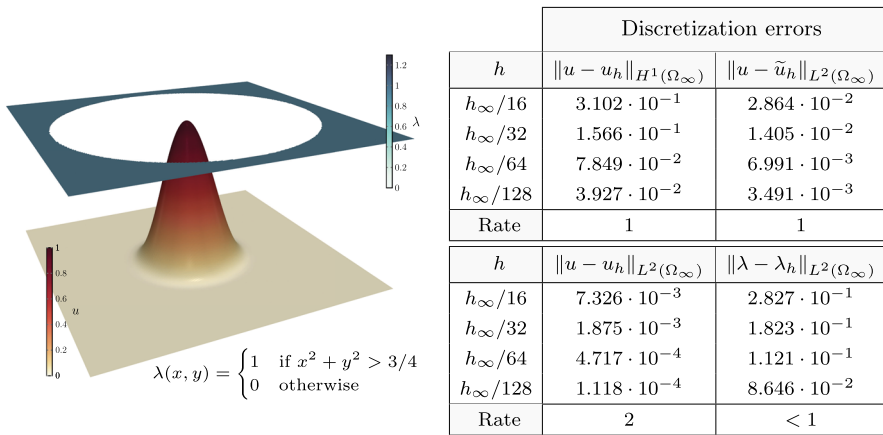 1.2
1
0.8
0.6
0.4
0.2
0
λ
1
0.8
0.6
0.4
0.2
0
u
λ(x, y) = { 1 if x² + y² > 3/4
0 otherwise
Discretization errors
h ‖u − u_h‖_{H¹(Ω_∞)} ‖u − ũ_h‖_{L²(Ω_∞)}
h_∞/16 3.102 · 10⁻¹ 2.864 · 10⁻²
h_∞/32 1.566 · 10⁻¹ 1.405 · 10⁻²
h_∞/64 7.849 · 10⁻² 6.991 · 10⁻³
h_∞/128 3.927 · 10⁻² 3.491 · 10⁻³
Rate 1 1
h ‖u − u_h‖_{L²(Ω_∞)} ‖λ − λ_h‖_{L²(Ω_∞)}
h_∞/16 7.326 · 10⁻³ 2.827 · 10⁻¹
h_∞/32 1.875 · 10⁻³ 1.823 · 10⁻¹
h_∞/64 4.717 · 10⁻⁴ 1.121 · 10⁻¹
h_∞/128 1.118 · 10⁻⁴ 8.646 · 10⁻²
Rate 2 < 1